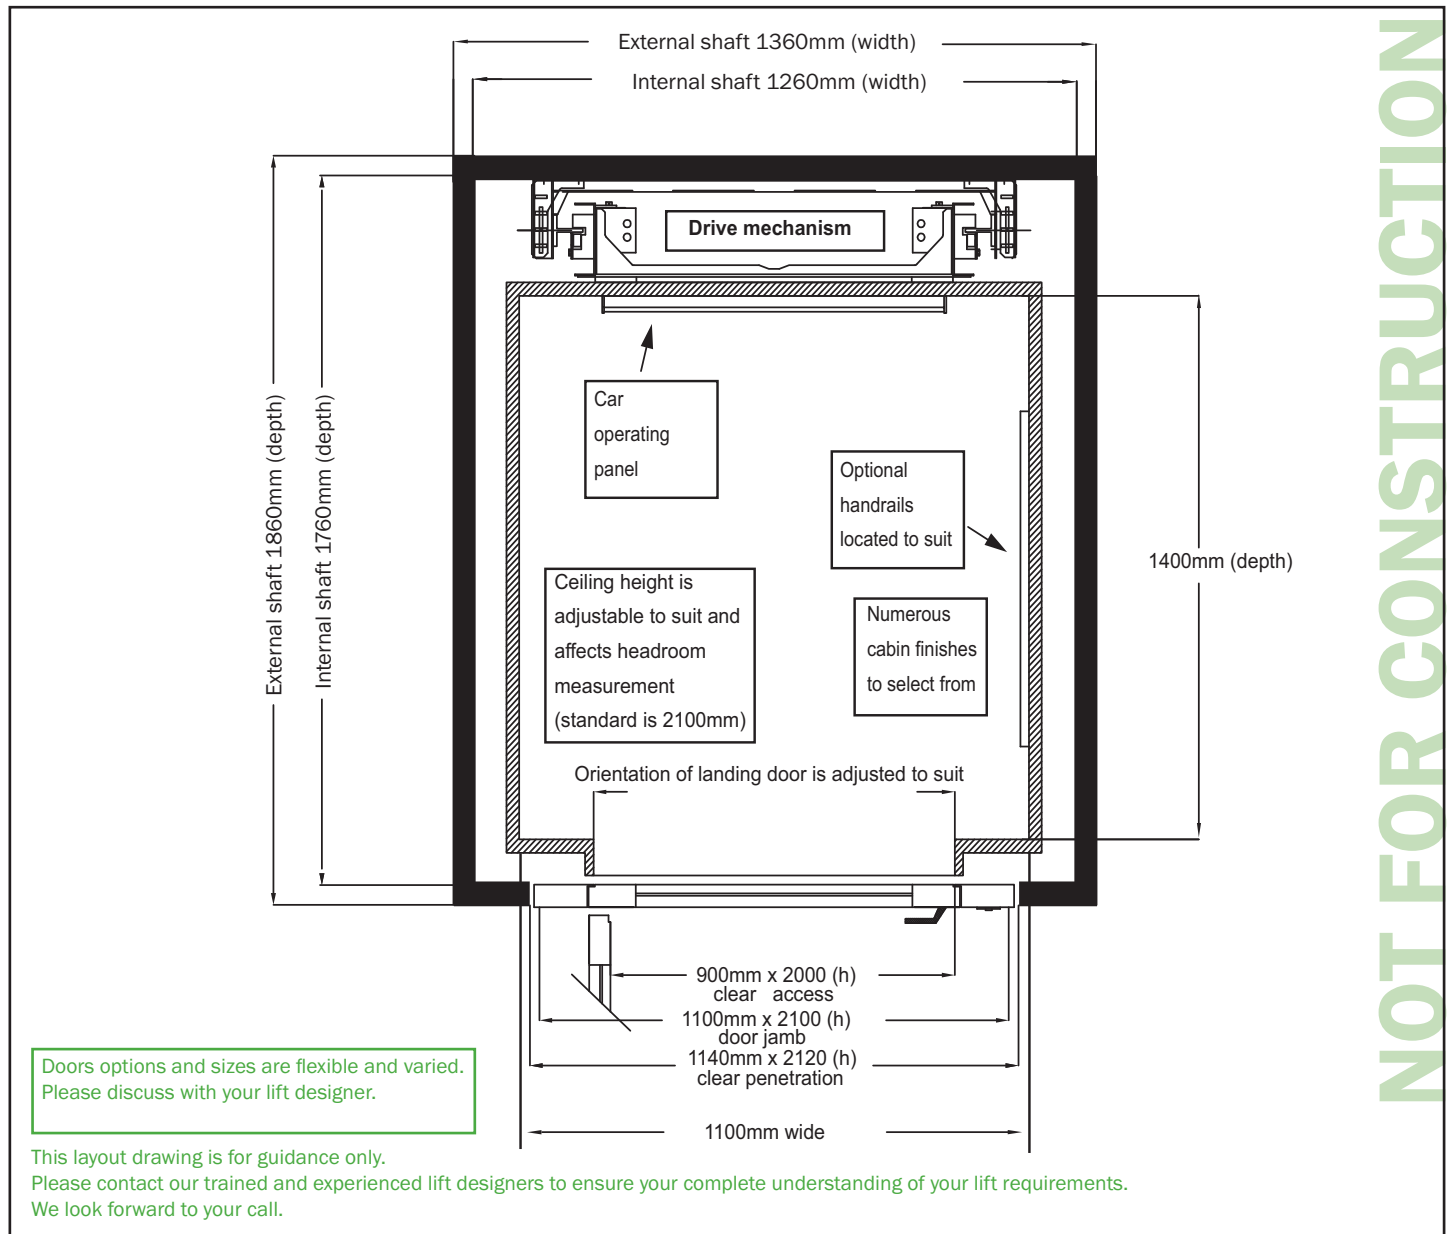 External shaft 1360mm (width)
Internal shaft 1260mm (width)
NOT FOR CONSTRUCTION
Drive mechanism
External shaft 1860mm (depth)
Internal shaft 1760mm (depth)
Car
operating
panel
Optional
handrails
located to suit
1400mm (depth)
Ceiling height is
adjustable to suit and
affects headroom
measurement
(standard is 2100mm)
Numerous
cabin finishes
to select from
Orientation of landing door is adjusted to suit
900mm x 2000 (h)
clear access
1100mm x 2100 (h)
door jamb
1140mm x 2120 (h)
clear penetration
1100mm wide
Doors options and sizes are flexible and varied.
Please discuss with your lift designer.
This layout drawing is for guidance only.
Please contact our trained and experienced lift designers to ensure your complete understanding of your lift requirements.
We look forward to your call.